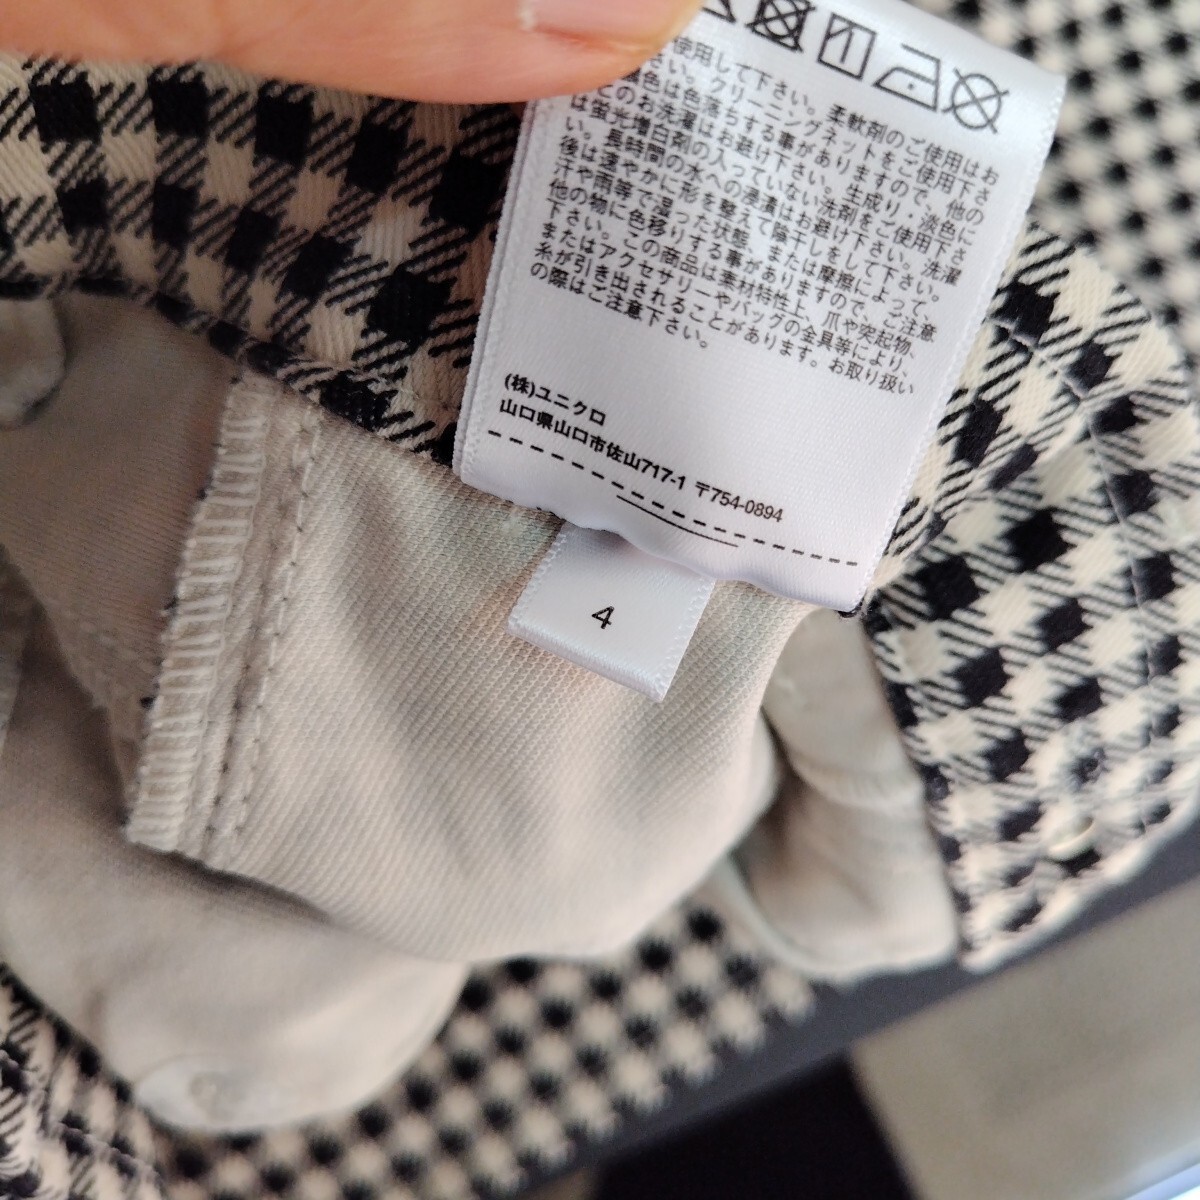 使用して下さい。柔軟剤のご使用はお
さい。クリーニングネットをご使用下さ
色は色落ちする事がありますので、他の
とのお洗濯はお避け下さい。生成り・淡色に
は蛍光増白剤の入っていない洗剤をご使用下さ
い。長時間の水への浸漬はお避け下さい。洗濯
後は速やかに形を整えて陰干しをして下さい。
汗や雨等で湿った状態、または摩擦によって、
他の物に色移りする事がありますので、ご注意
下さい。この商品は素材特性上、爪や突起物、
またはアクセサリーやバッグの金具等により、
糸が引き出されることがあります。お取り扱い
の際はご注意下さい。
(株)ユニクロ
山口県山口市佐山717-1 〒754-0894
4